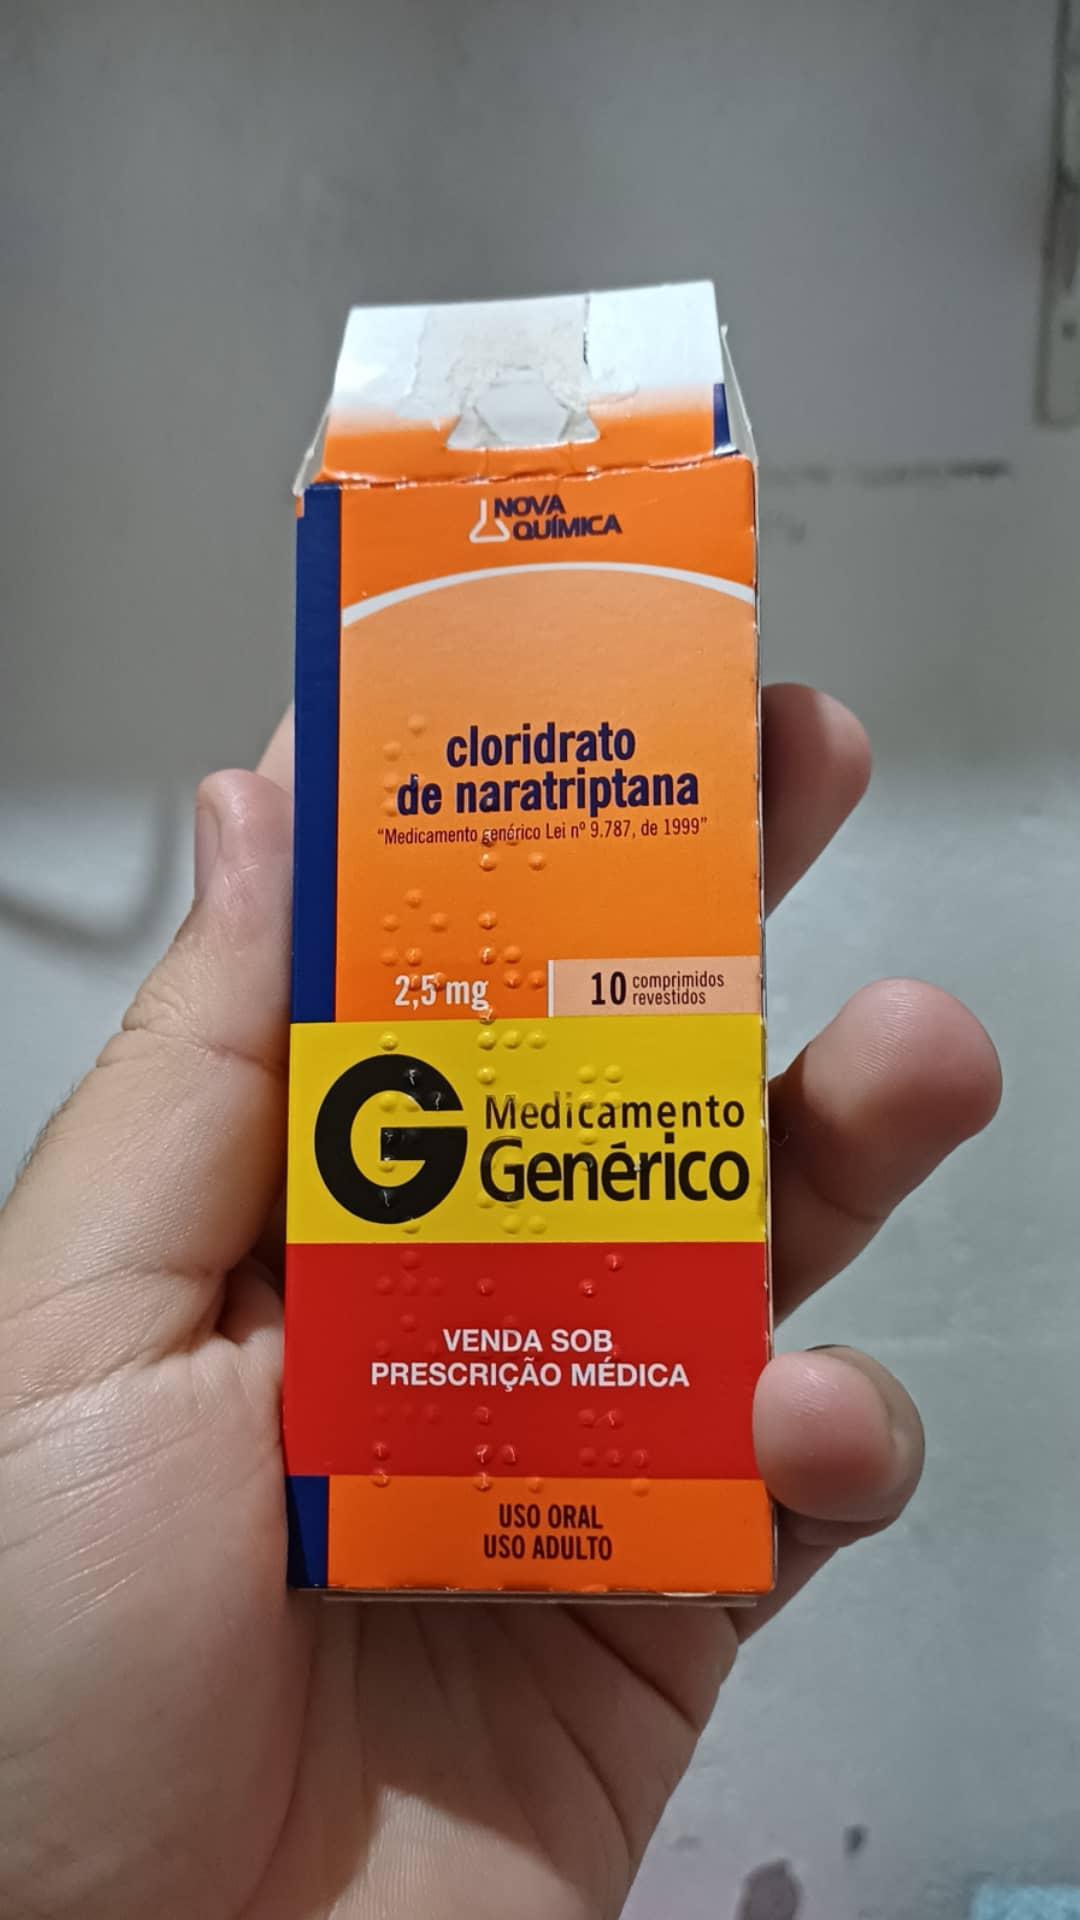 NOVA
QUÍMICA
cloridrato
de naratriptana
"Medicamento genérico Lei nº 9.787, de 1999"
2,5 mg
10 comprimidos
revestidos
G Medicamento
Genérico
VENDA SOB
PRESCRIÇÃO MÉDICA
USO ORAL
USO ADULTO